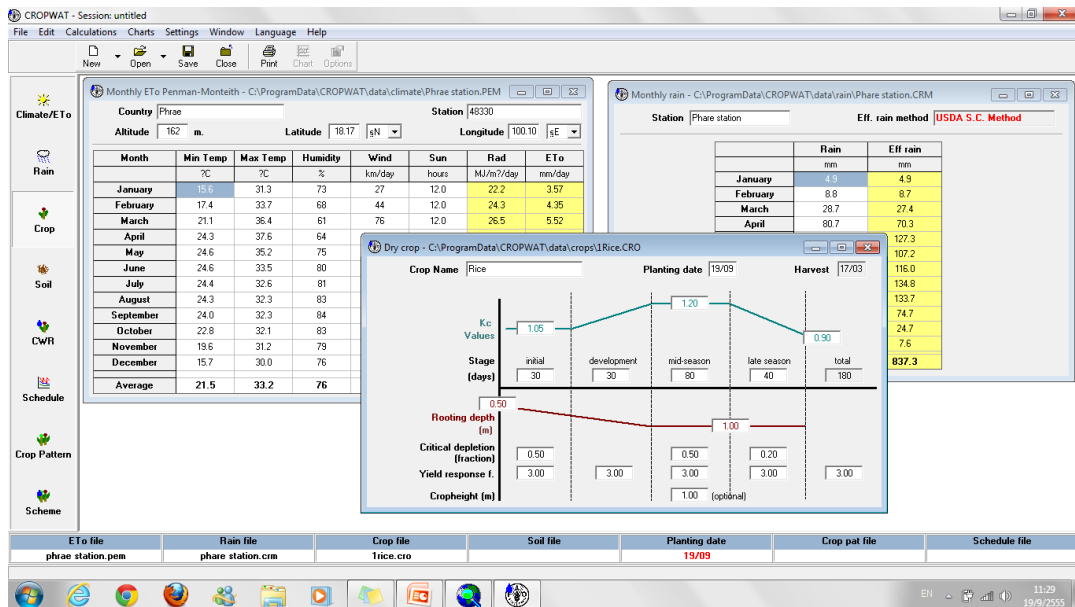 CROPWAT - Session: untitled
File Edit Calculations Charts Settings Window Language Help
New Open Save Close Print Chart Options
Climate/ETo
Rain
Crop
Soil
CWR
Schedule
Crop Pattern
Scheme
Monthly ETo Penman-Monteith - C:\ProgramData\CROPWAT\data\climate\Phrae station.PEM
Country Phrae Station 48330
Altitude 162 m. Latitude 18.17 °N Longitude 100.10 °E
Month Min Temp Max Temp Humidity Wind Sun Rad ETo
?C ?C % km/day hours MJ/m?/day mm/day
January 15.6 31.3 73 27 12.0 22.2 3.57
February 17.4 33.7 68 44 12.0 24.3 4.35
March 21.1 36.4 61 76 12.0 26.5 5.52
April 24.3 37.6 64
May 24.6 35.2 75
June 24.6 33.5 80
July 24.4 32.6 81
August 24.3 32.3 83
September 24.0 32.3 84
October 22.8 32.1 83
November 19.6 31.2 79
December 15.7 30.0 76
Average 21.5 33.2 76
Monthly rain - C:\ProgramData\CROPWAT\data\rain\Phare station.CRM
Station Phare station Eff. rain method USDA S.C. Method
Rain Eff rain
mm mm
January 4.9 4.9
February 8.8 8.7
March 28.7 27.4
April 80.7 70.3
127.3
107.2
116.0
134.8
133.7
74.7
24.7
7.6
837.3
Dry crop - C:\ProgramData\CROPWAT\data\crops\1Rice.CRO
Crop Name Rice Planting date 19/09 Harvest 17/03
Kc Values 1.05 1.20 0.90
Stage initial development mid-season late season total
(days) 30 30 80 40 180
Rooting depth (m) 0.50 1.00
Critical depletion (fraction) 0.50 0.50 0.20
Yield response f. 3.00 3.00 3.00 3.00 3.00
Cropheight (m) 1.00 (optional)
ETo file Rain file Crop file Soil file Planting date Crop pat file Schedule file
phrae station.pem phare station.crm 1rice.cro 19/09
EN 11:29
19/9/2555